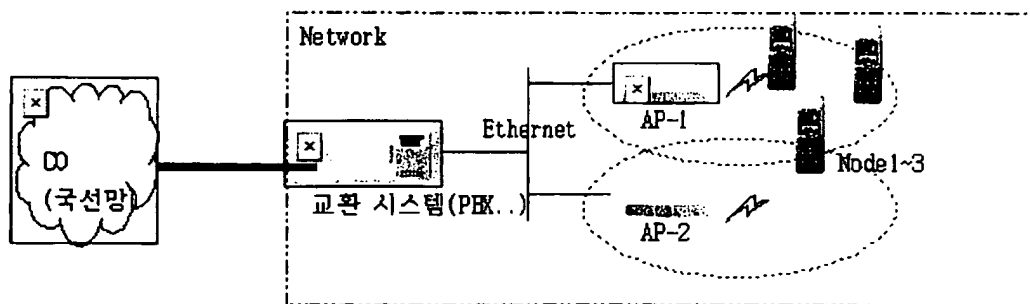 Network
Ethernet
AP-1
CO
(국선망)
교환 시스템(PBX..)
Node1~3
AP-2